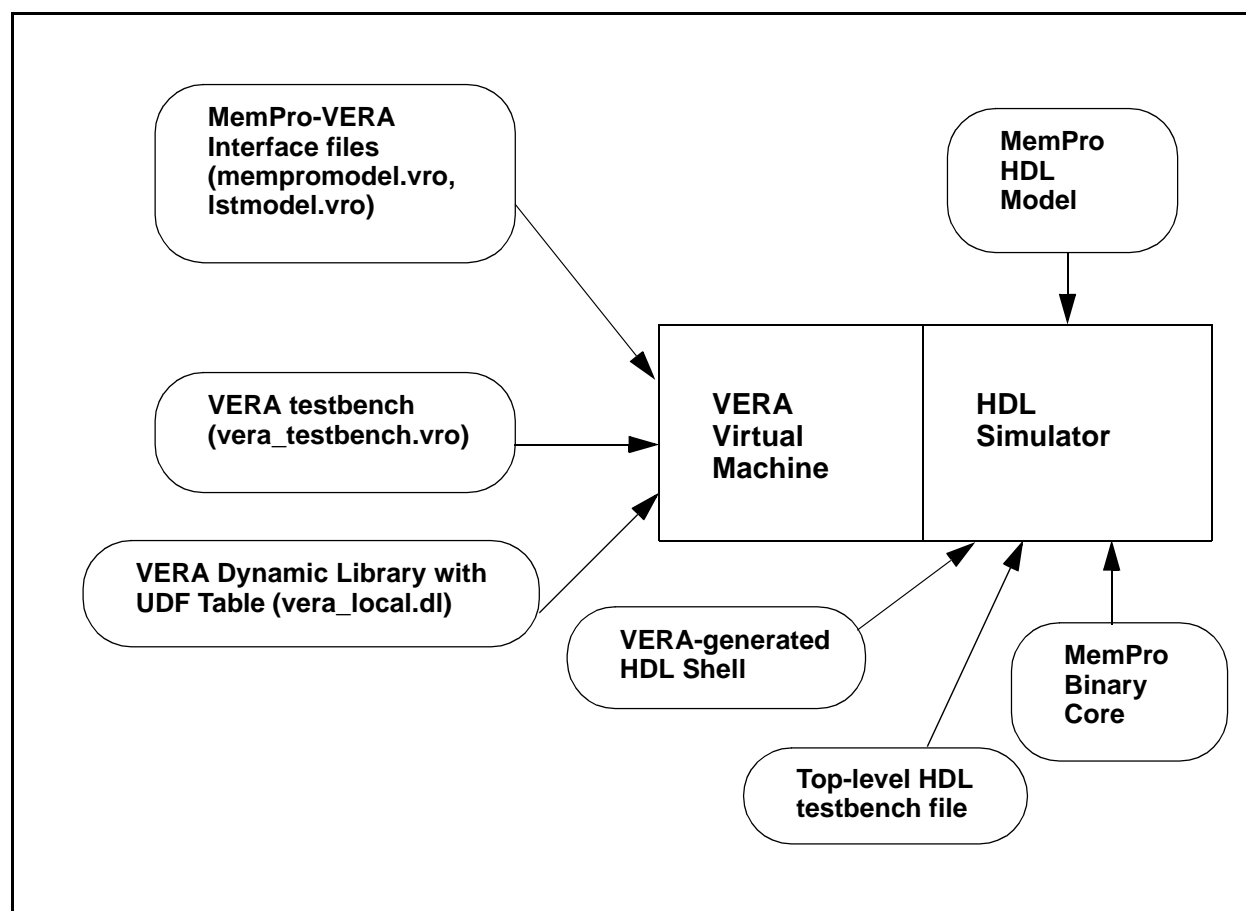 MemPro-VERA
Interface files
(mempromodel.vro,
lstmodel.vro)
MemPro
HDL
Model
VERA testbench
(vera_testbench.vro)
VERA
Virtual
Machine
HDL
Simulator
VERA Dynamic Library with
UDF Table (vera_local.dl)
VERA-generated
HDL Shell
MemPro
Binary
Core
Top-level HDL
testbench file